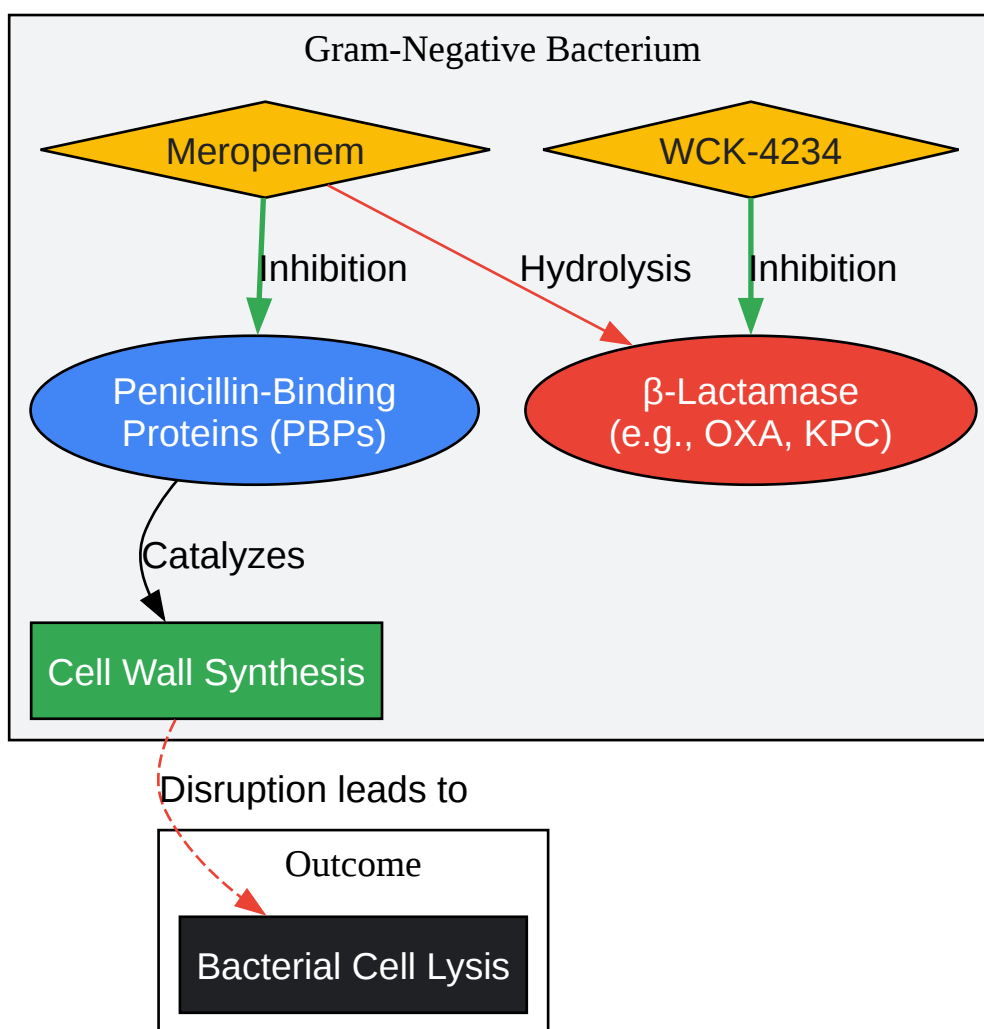 Gram-Negative Bacterium
Meropenem
WCK-4234
Inhibition
Hydrolysis
Inhibition
Penicillin-Binding
Proteins (PBPs)
β-Lactamase
(e.g., OXA, KPC)
Catalyzes
Cell Wall Synthesis
Disruption leads to
Outcome
Bacterial Cell Lysis